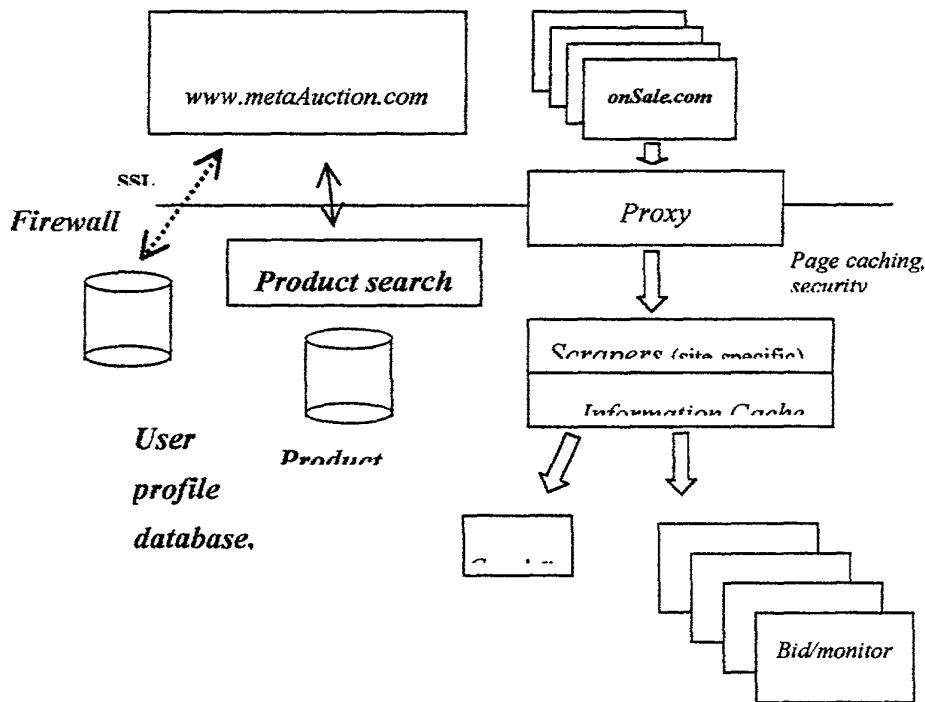 www.metaAuction.com
onSale.com
SSL
Firewall
Proxy
Product search
Page caching,
security
Scrapers (site specific)
Information Cache
User
profile
database,
Product
Bid/monitor